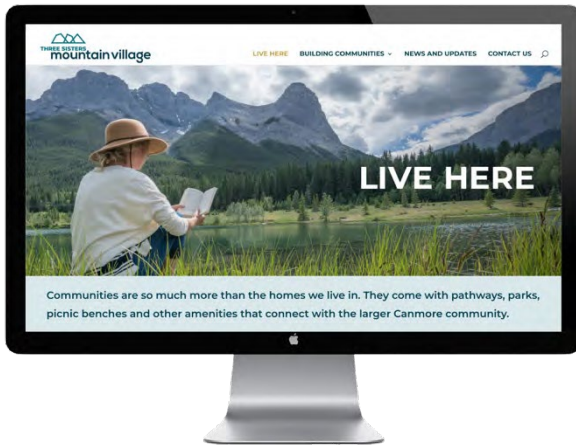 THREE SISTERS
mountain village
LIVE HERE BUILDING COMMUNITIES NEWS AND UPDATES CONTACT US
LIVE HERE
Communities are so much more than the homes we live in. They come with pathways, parks,
picnic benches and other amenities that connect with the larger Canmore community.